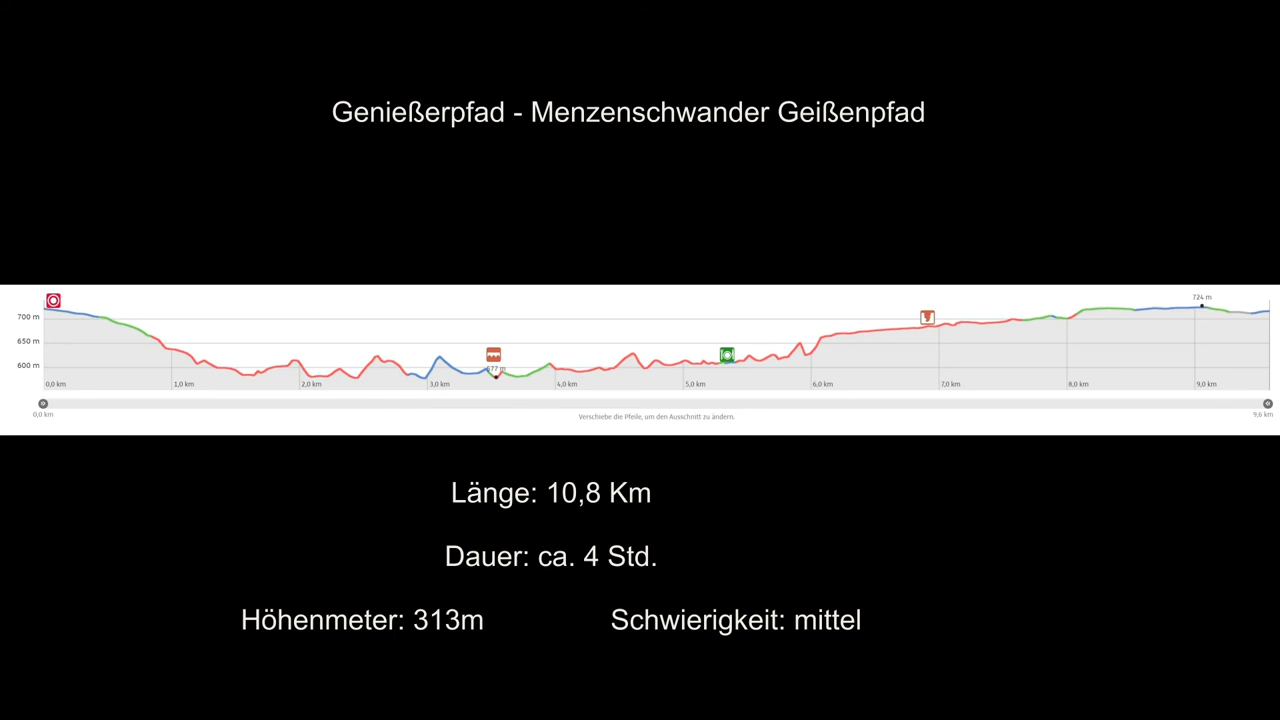 Genießerpfad - Menzenschwander Geißenpfad
724 m
700 m
650 m
577 m
600 m
0,0 km 1,0 km 2,0 km 3,0 km 4,0 km 5,0 km 6,0 km 7,0 km 8,0 km 9,0 km
0,0 km 9,6 km
Verschiebe die Pfeile, um den Ausschnitt zu ändern.
Länge: 10,8 Km
Dauer: ca. 4 Std.
Höhenmeter: 313m Schwierigkeit: mittel